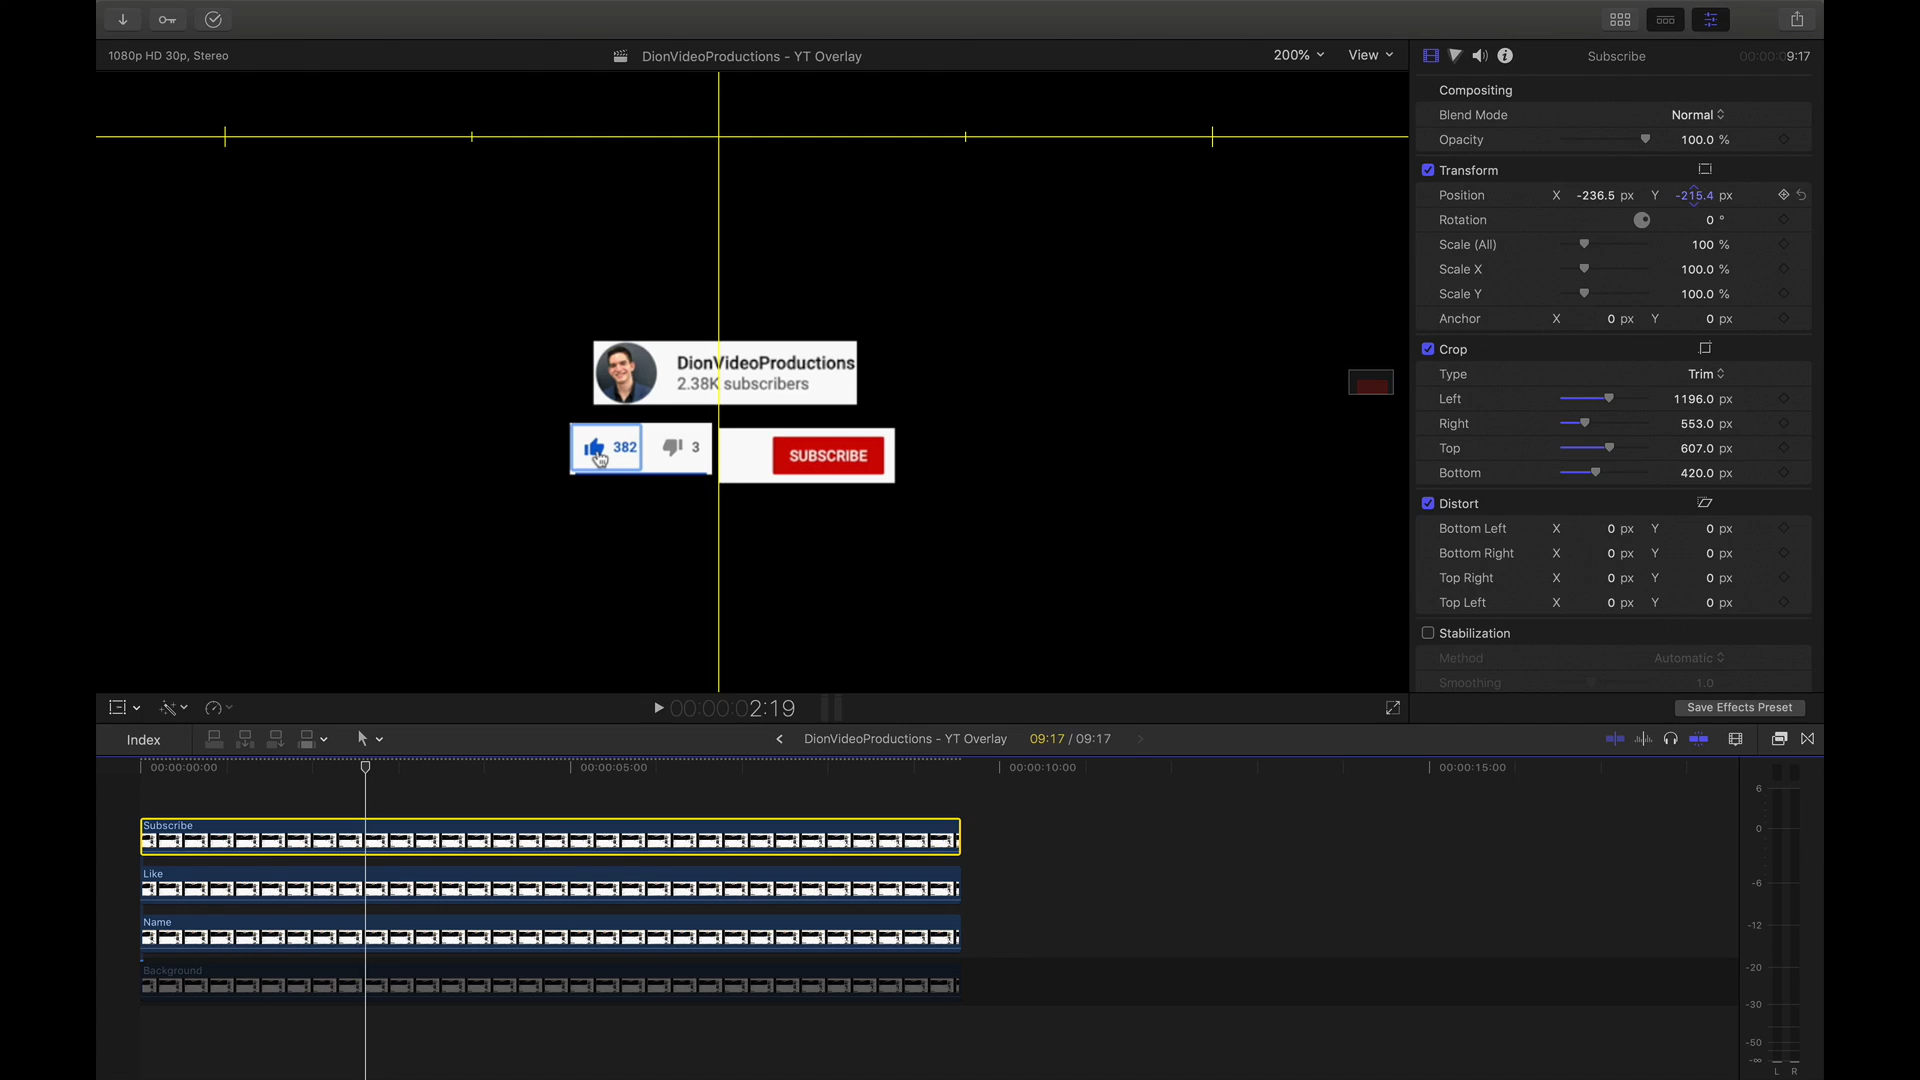 1080p HD 30p, Stereo
DionVideoProductions - YT Overlay
200%
View
Subscribe
00:00:09:17
Compositing
Blend Mode
Normal
Opacity
100.0 %
Transform
Position
X -236.5 px Y -215.4 px
Rotation
0 °
Scale (All)
100 %
Scale X
100.0 %
Scale Y
100.0 %
Anchor
X 0 px Y 0 px
Crop
Type
Trim
Left
1196.0 px
Right
553.0 px
Top
607.0 px
Bottom
420.0 px
Distort
Bottom Left
X 0 px Y 0 px
Bottom Right
X 0 px Y 0 px
Top Right
X 0 px Y 0 px
Top Left
X 0 px Y 0 px
Stabilization
Method
Automatic
Smoothing
1.0
DionVideoProductions
2.38K subscribers
382
3
SUBSCRIBE
00:00:02:19
Save Effects Preset
Index
DionVideoProductions - YT Overlay
09:17 / 09:17
00:00:00:00
00:00:05:00
00:00:10:00
00:00:15:00
Subscribe
Like
Name
Background
6
0
-6
-12
-20
-30
-50
-∞
L R